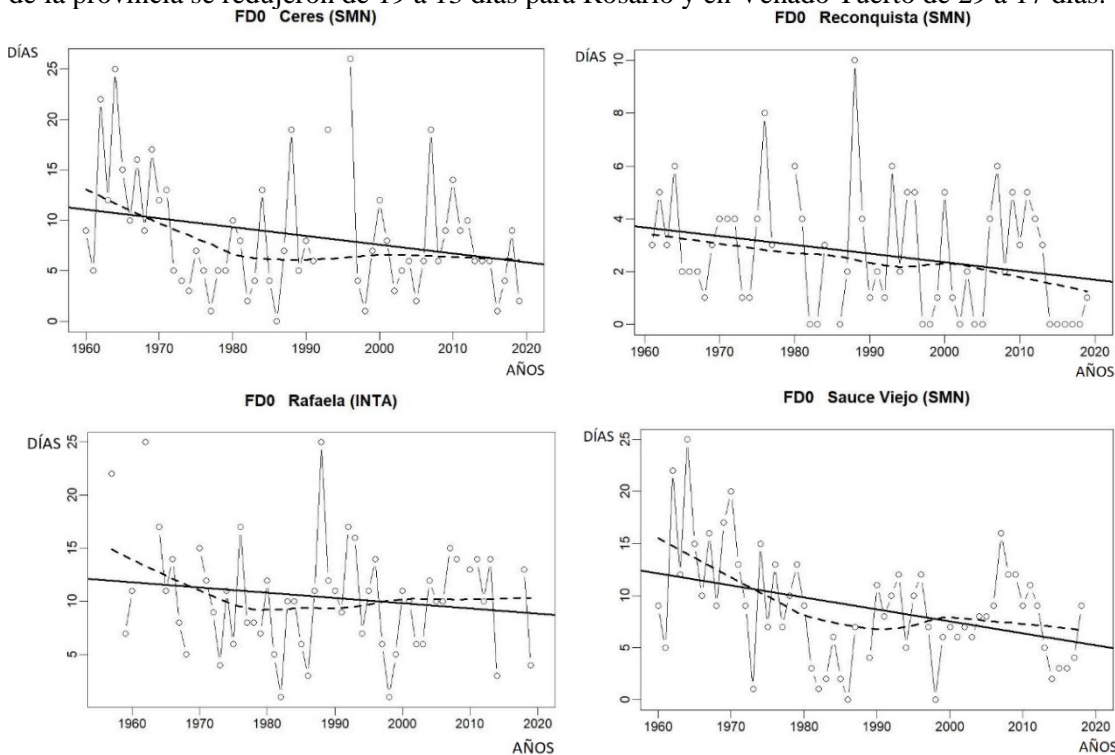 de la provincia se redujeron de 19 a 13 días para Rosario y en Venado Tuerto de 29 a 17 días.
FD0 Ceres (SMN)
DÍAS
25
20
15
10
5
0
1960 1970 1980 1990 2000 2010 2020
AÑOS
FD0 Reconquista (SMN)
DÍAS
10
8
6
4
2
0
1960 1970 1980 1990 2000 2010 2020
AÑOS
FD0 Rafaela (INTA)
DÍAS
25
20
15
10
5
1960 1970 1980 1990 2000 2010 2020
AÑOS
FD0 Sauce Viejo (SMN)
DÍAS
25
20
15
10
5
0
1960 1970 1980 1990 2000 2010 2020
AÑOS